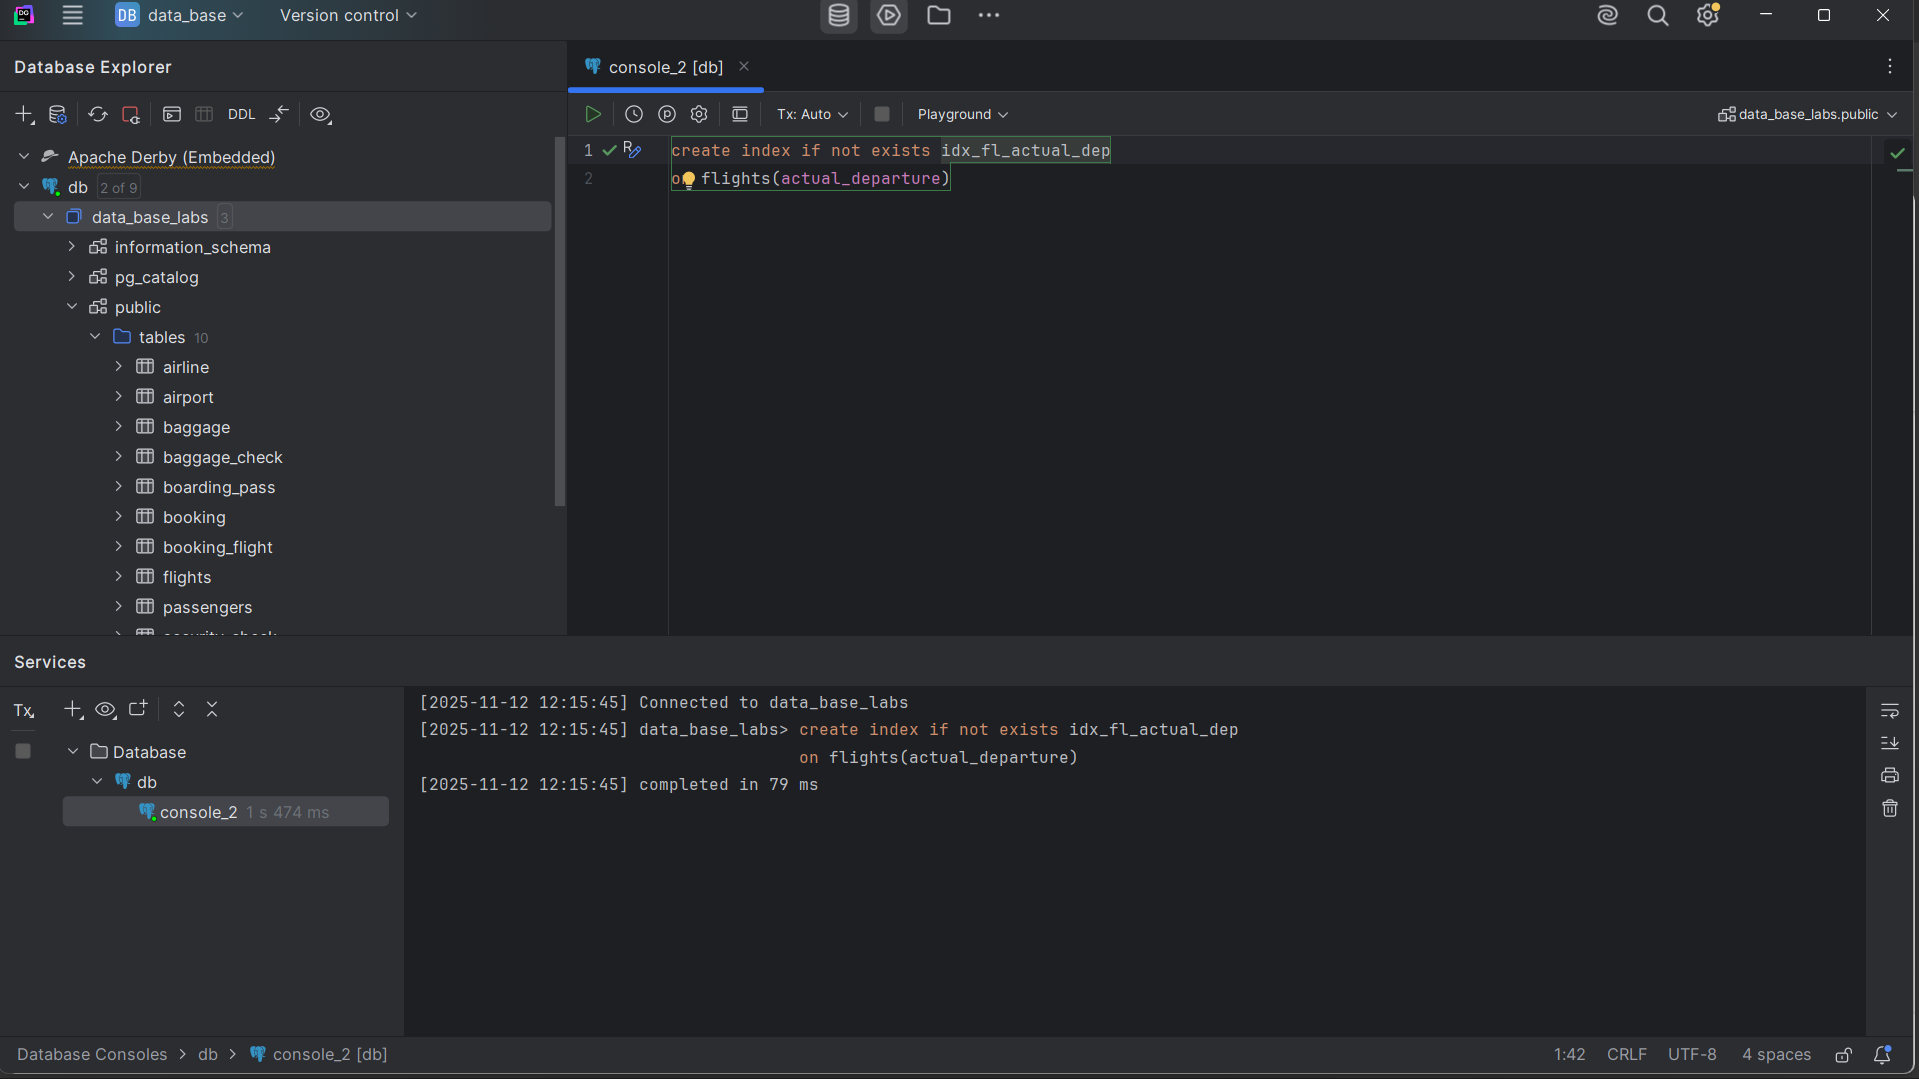 DB data_base
Version control
Database Explorer
DDL
Apache Derby (Embedded)
db 2 of 9
data_base_labs 3
information_schema
pg_catalog
public
tables 10
airline
airport
baggage
baggage_check
boarding_pass
booking
booking_flight
flights
passengers
security_check
console_2 [db]
Tx: Auto
Playground
data_base_labs.public
1 create index if not exists idx_fl_actual_dep
2 on flights(actual_departure)
Services
Tx
Database
db
console_2 1 s 474 ms
[2025-11-12 12:15:45] Connected to data_base_labs
[2025-11-12 12:15:45] data_base_labs> create index if not exists idx_fl_actual_dep
on flights(actual_departure)
[2025-11-12 12:15:45] completed in 79 ms
Database Consoles > db > console_2 [db]
1:42 CRLF UTF-8 4 spaces